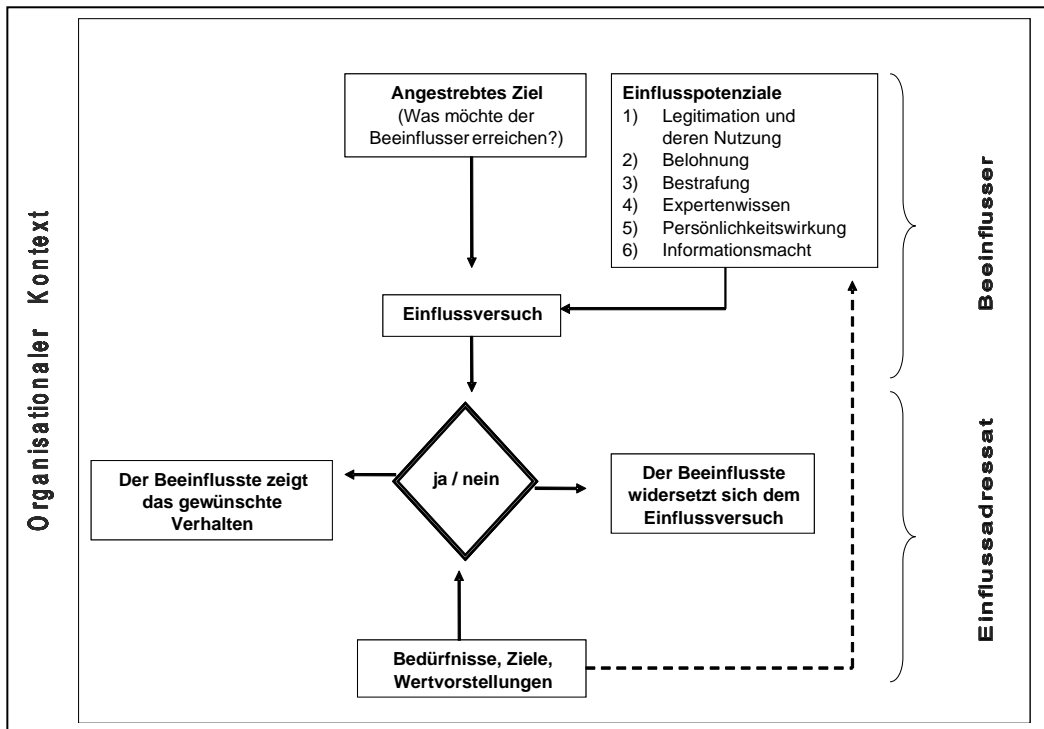 Organisationaler Kontext
Angestrebtes Ziel
(Was möchte der
Beeinflusser erreichen?)
Einflusspotenziale
1) Legitimation und
deren Nutzung
2) Belohnung
3) Bestrafung
4) Expertenwissen
5) Persönlichkeitswirkung
6) Informationsmacht
Beeinflusser
Einflussversuch
ja / nein
Der Beeinflusste zeigt
das gewünschte
Verhalten
Der Beeinflusste
widersetzt sich dem
Einflussversuch
Einflussadressat
Bedürfnisse, Ziele,
Wertvorstellungen